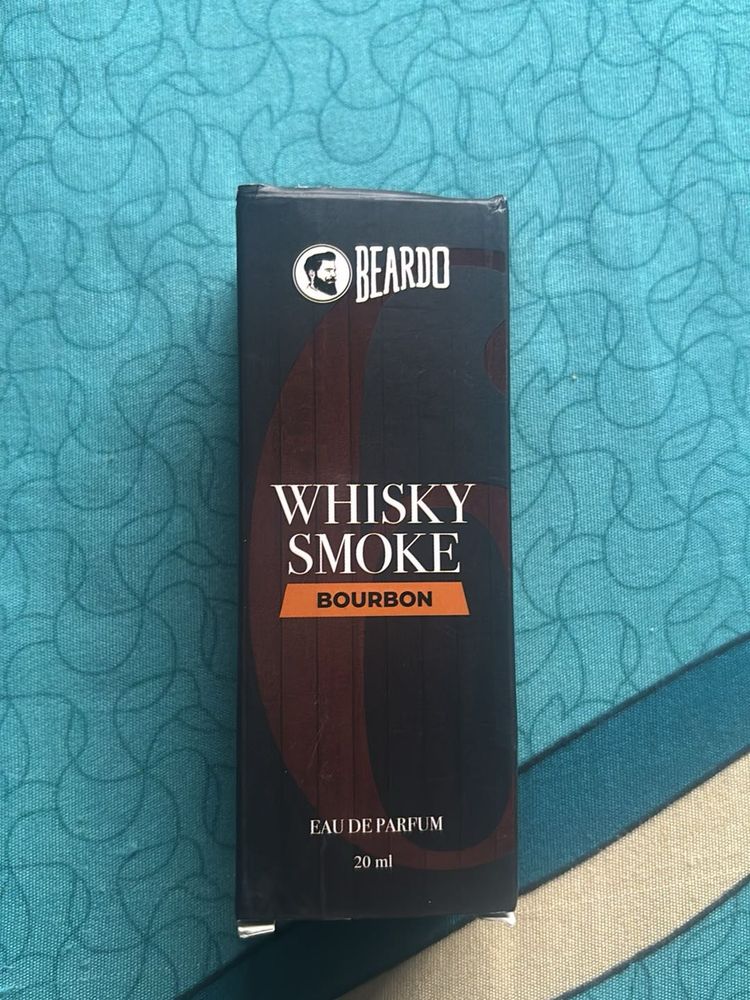 BEARDO
WHISKY
SMOKE
BOURBON
EAU DE PARFUM
20 ml